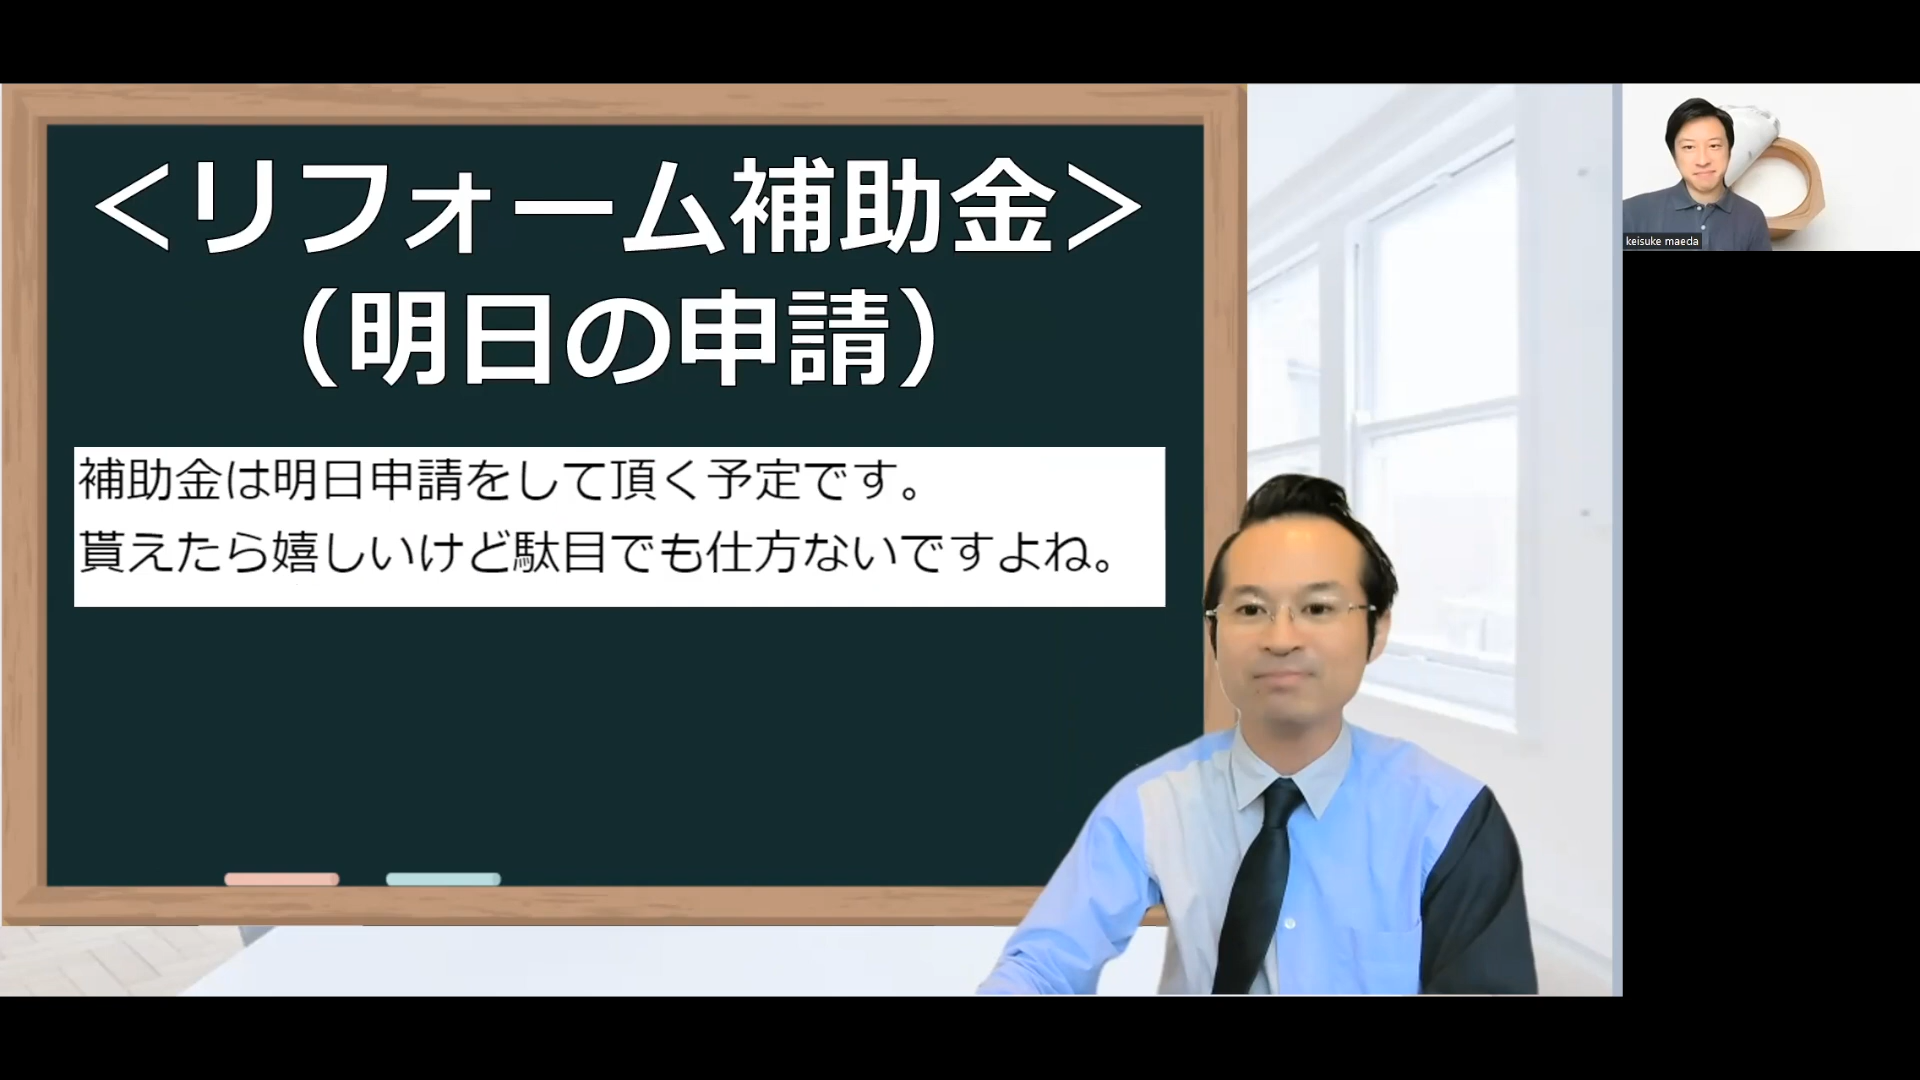 ＜リフォーム補助金＞
（明日の申請）
補助金は明日申請をして頂く予定です。
貰えたら嬉しいけど駄目でも仕方ないですよね。
keisuke maeda